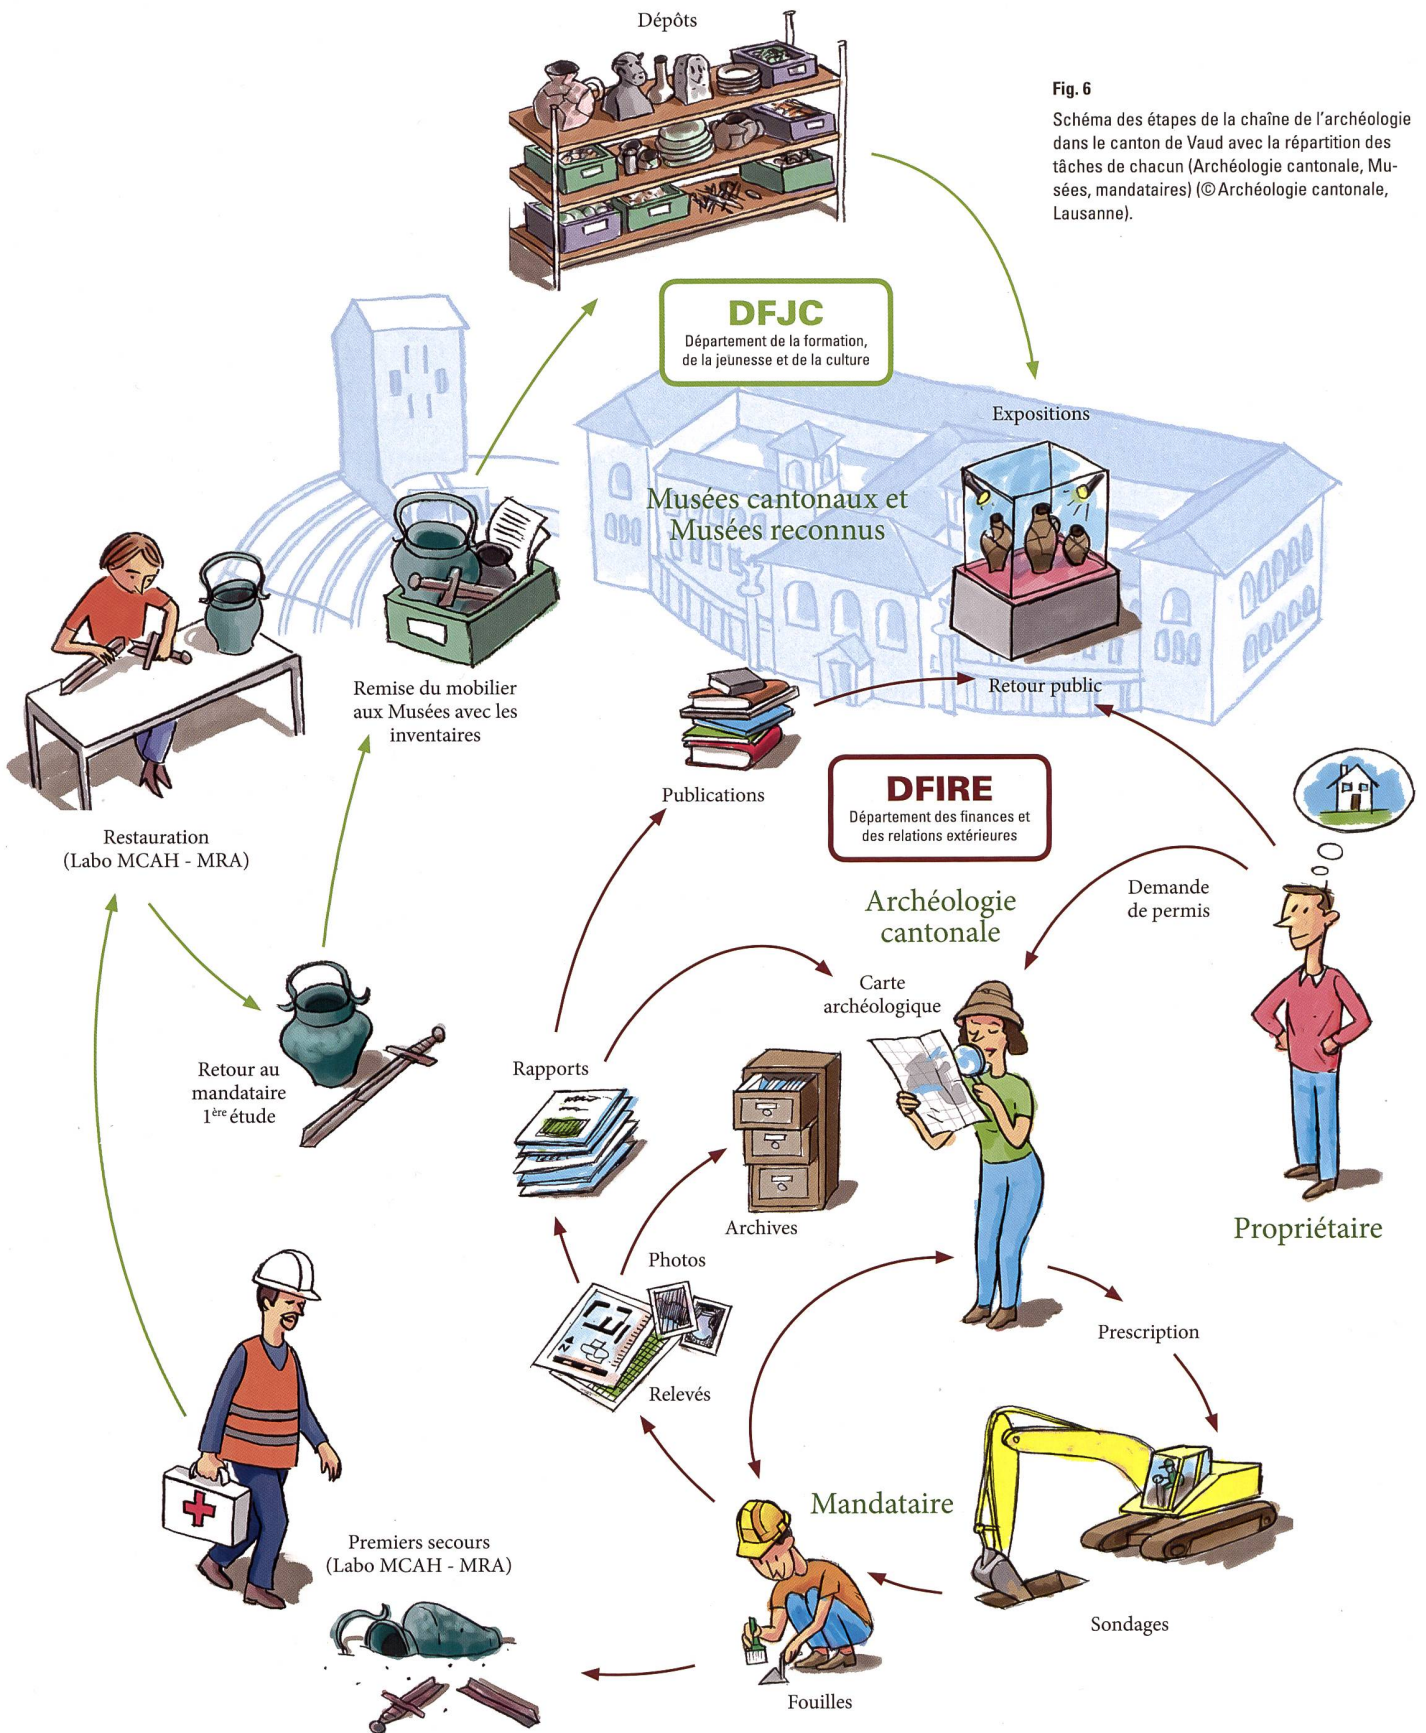 Dépôts
Fig. 6
Schéma des étapes de la chaîne de l'archéologie
dans le canton de Vaud avec la répartition des
tâches de chacun (Archéologie cantonale, Mu-
sées, mandataires) (© Archéologie cantonale,
Lausanne).
DFJC
Département de la formation,
de la jeunesse et de la culture
Expositions
Musées cantonaux et
Musées reconnus
Remise du mobilier
aux Musées avec les
inventaires
Retour public
Publications
DFIRE
Département des finances et
des relations extérieures
Restauration
(Labo MCAH - MRA)
Demande
de permis
Archéologie
cantonale
Carte
archéologique
Retour au
mandataire
1ère étude
Rapports
Archives
Propriétaire
Photos
N
Relevés
Prescription
Mandataire
Premiers secours
(Labo MCAH - MRA)
Sondages
Fouilles